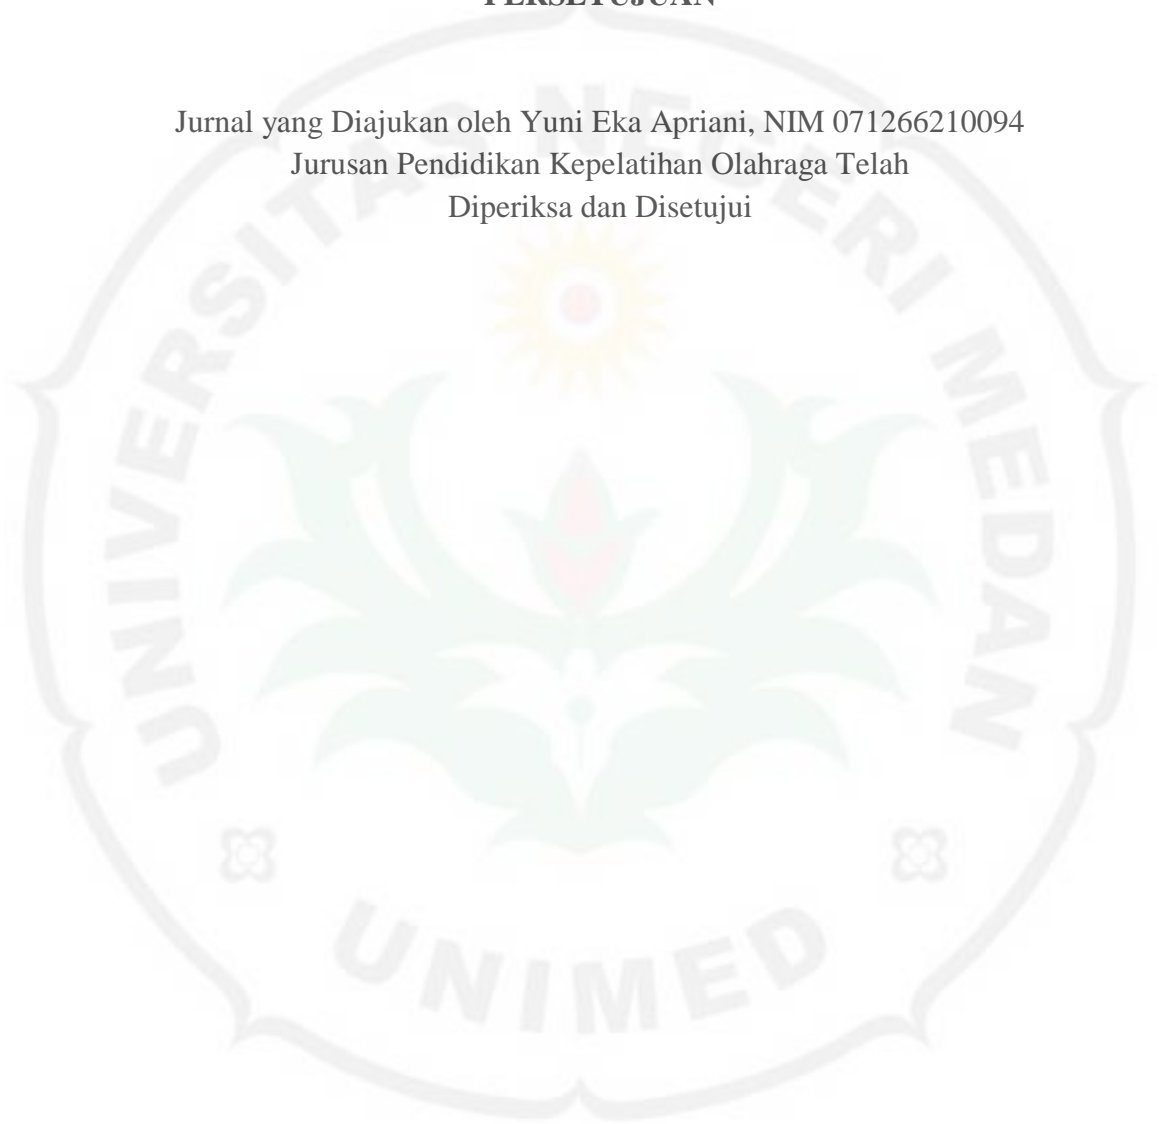 PERSETUJUAN
Jurnal yang Diajukan oleh Yuni Eka Apriani, NIM 071266210094
Jurusan Pendidikan Kepelatihan Olahraga Telah
Diperiksa dan Disetujui
UNIVERSITAS NEGERI MEDAN
UNIMED